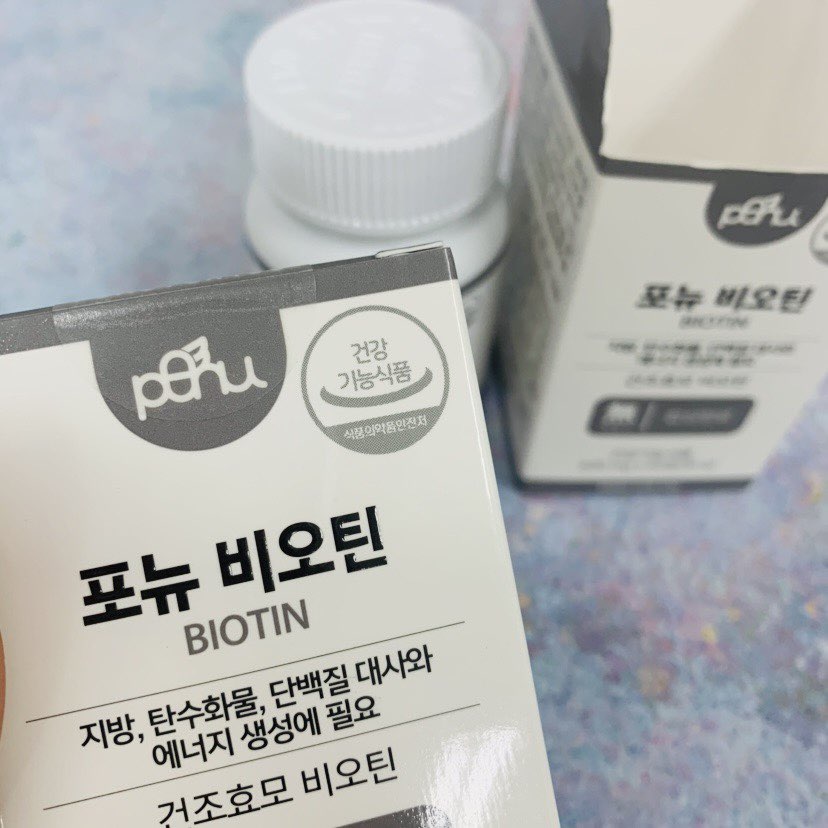 poŋu
건강
기능식품
식품의약품안전처
포뉴 비오틴
BIOTIN
지방, 탄수화물, 단백질 대사와
에너지 생성에 필요
건조효모 비오틴
포뉴 비오틴
BIOTIN